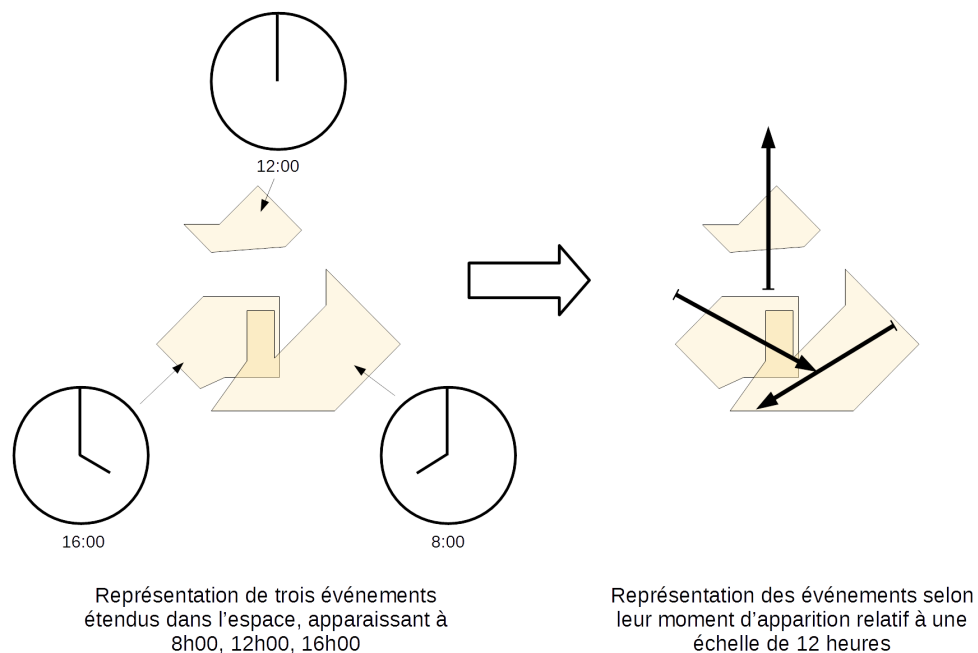 12:00
16:00
8:00
Représentation de trois événements
étendus dans l’espace, apparaissant à
8h00, 12h00, 16h00
Représentation des événements selon
leur moment d’apparition relatif à une
échelle de 12 heures